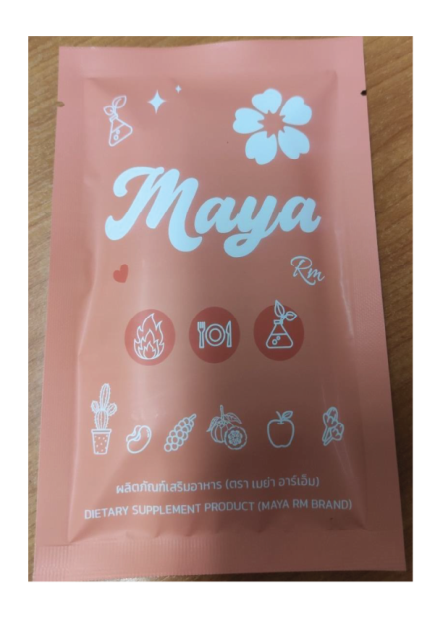 Maya
Rm
ผลิตภัณฑ์เสริมอาหาร (ตรา เมย่า อาร์เอ็ม)
DIETARY SUPPLEMENT PRODUCT (MAYA RM BRAND)